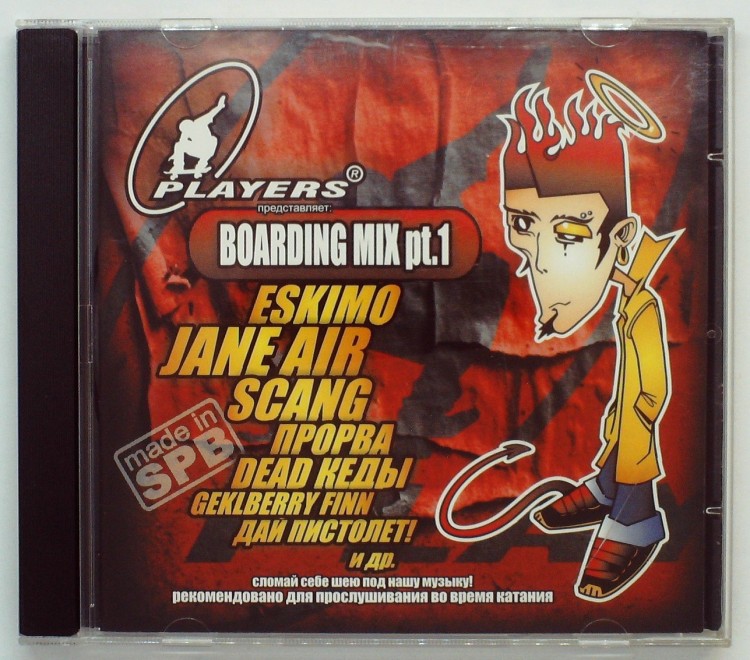 PLAYERS®
представляет:
BOARDING MIX pt.1
ESKIMO
JANE AIR
SCANG
ПРОРВА
DEAD КЕДЫ
GEKLBERRY FINN
ДАЙ ПИСТОЛЕТ!
и др.
made in
SPB
сломай себе шею под нашу музыку!
рекомендовано для прослушивания во время катания